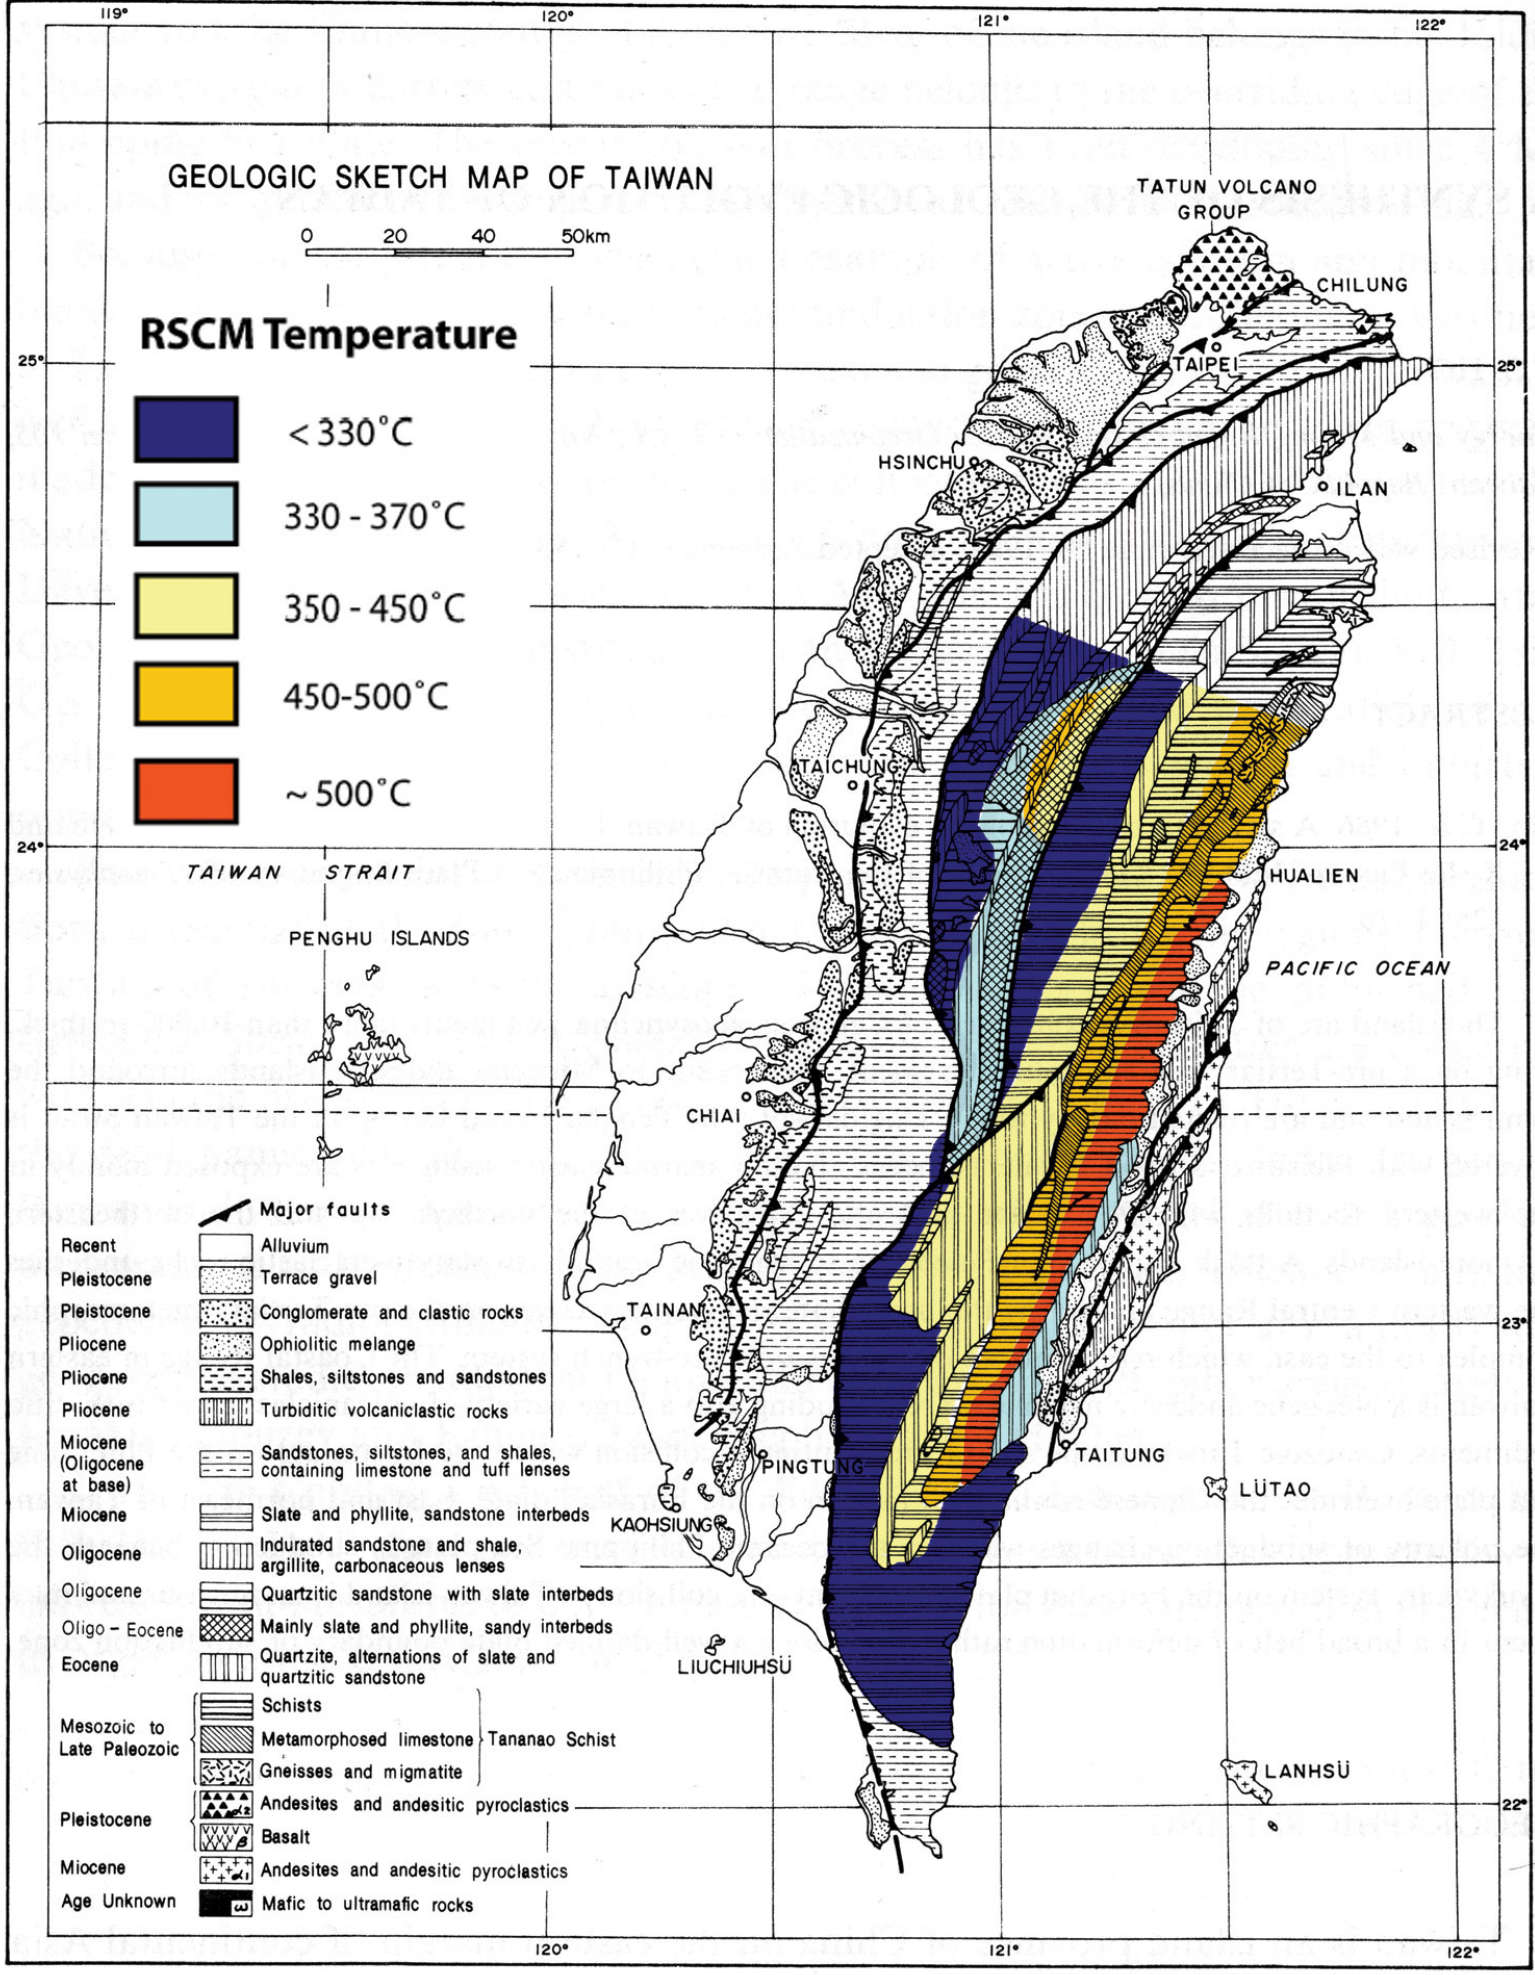 119°
120°
121°
122°
GEOLOGIC SKETCH MAP OF TAIWAN
0 20 40 50km
TATUN VOLCANO
GROUP
CHILUNG
RSCM Temperature
25°
25°
TAIPEI
<330°C
HSINCHU
ILAN
330 - 370°C
350 - 450°C
450-500°C
TAICHUNG
~500°C
24°
24°
TAIWAN STRAIT
HUALIEN
PENGHU ISLANDS
PACIFIC OCEAN
CHIAI
Major faults
Recent Alluvium
Pleistocene Terrace gravel
Pleistocene Conglomerate and clastic rocks
TAINAN
23°
Pliocene Ophiolitic melange
Pliocene Shales, siltstones and sandstones
Pliocene Turbiditic volcaniclastic rocks
Miocene
(Oligocene
at base)
Sandstones, siltstones, and shales,
containing limestone and tuff lenses
PINGTUNG
TAITUNG
LÜTAO
Miocene Slate and phyllite, sandstone interbeds
KAOHSIUNG
Oligocene Indurated sandstone and shale,
argillite, carbonaceous lenses
Oligocene Quartzitic sandstone with slate interbeds
Oligo - Eocene Mainly slate and phyllite, sandy interbeds
Eocene Quartzite, alternations of slate and
quartzitic sandstone
LIUCHIUHSÜ
Mesozoic to
Late Paleozoic
Schists
Metamorphosed limestone
Gneisses and migmatite
Tananao Schist
LANHSÜ
Pleistocene
α2 Andesites and andesitic pyroclastics
β Basalt
22°
Miocene α1 Andesites and andesitic pyroclastics
Age Unknown ω Mafic to ultramafic rocks
120°
121°
122°